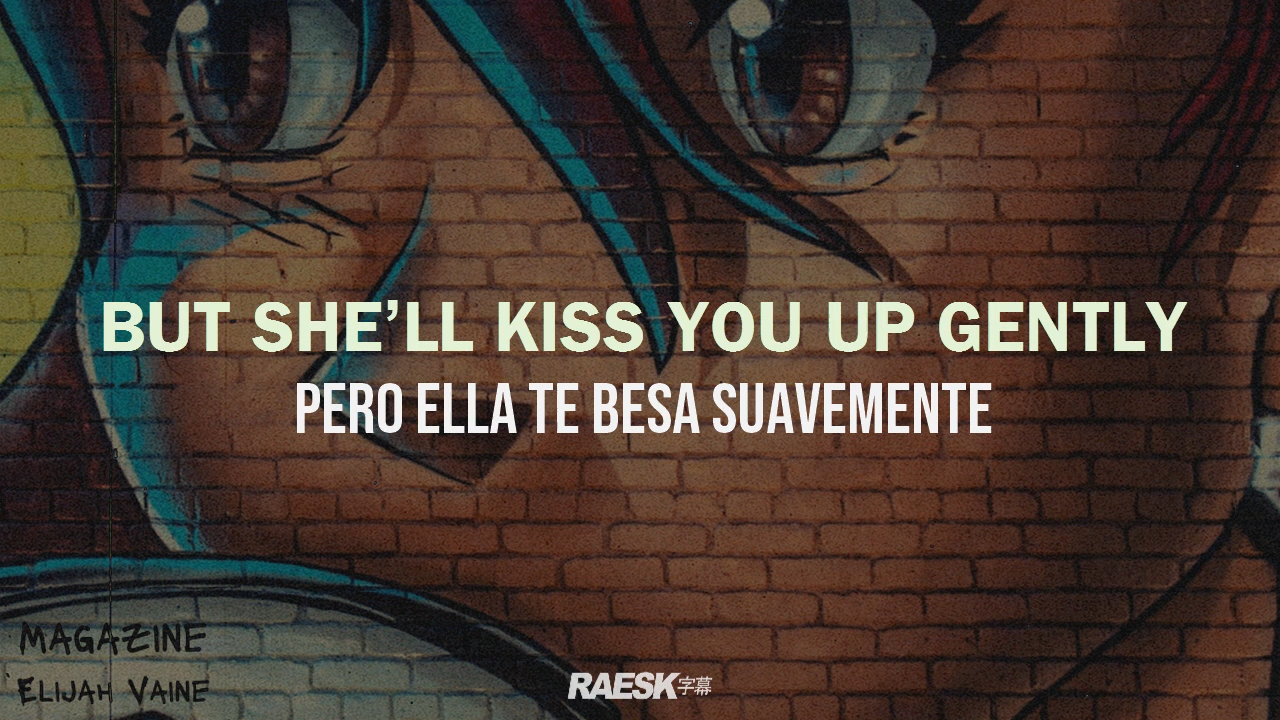 BUT SHE’LL KISS YOU UP GENTLY
PERO ELLA TE BESA SUAVEMENTE
MAGAZINE
ELIJAH VAINE
RAESK字幕